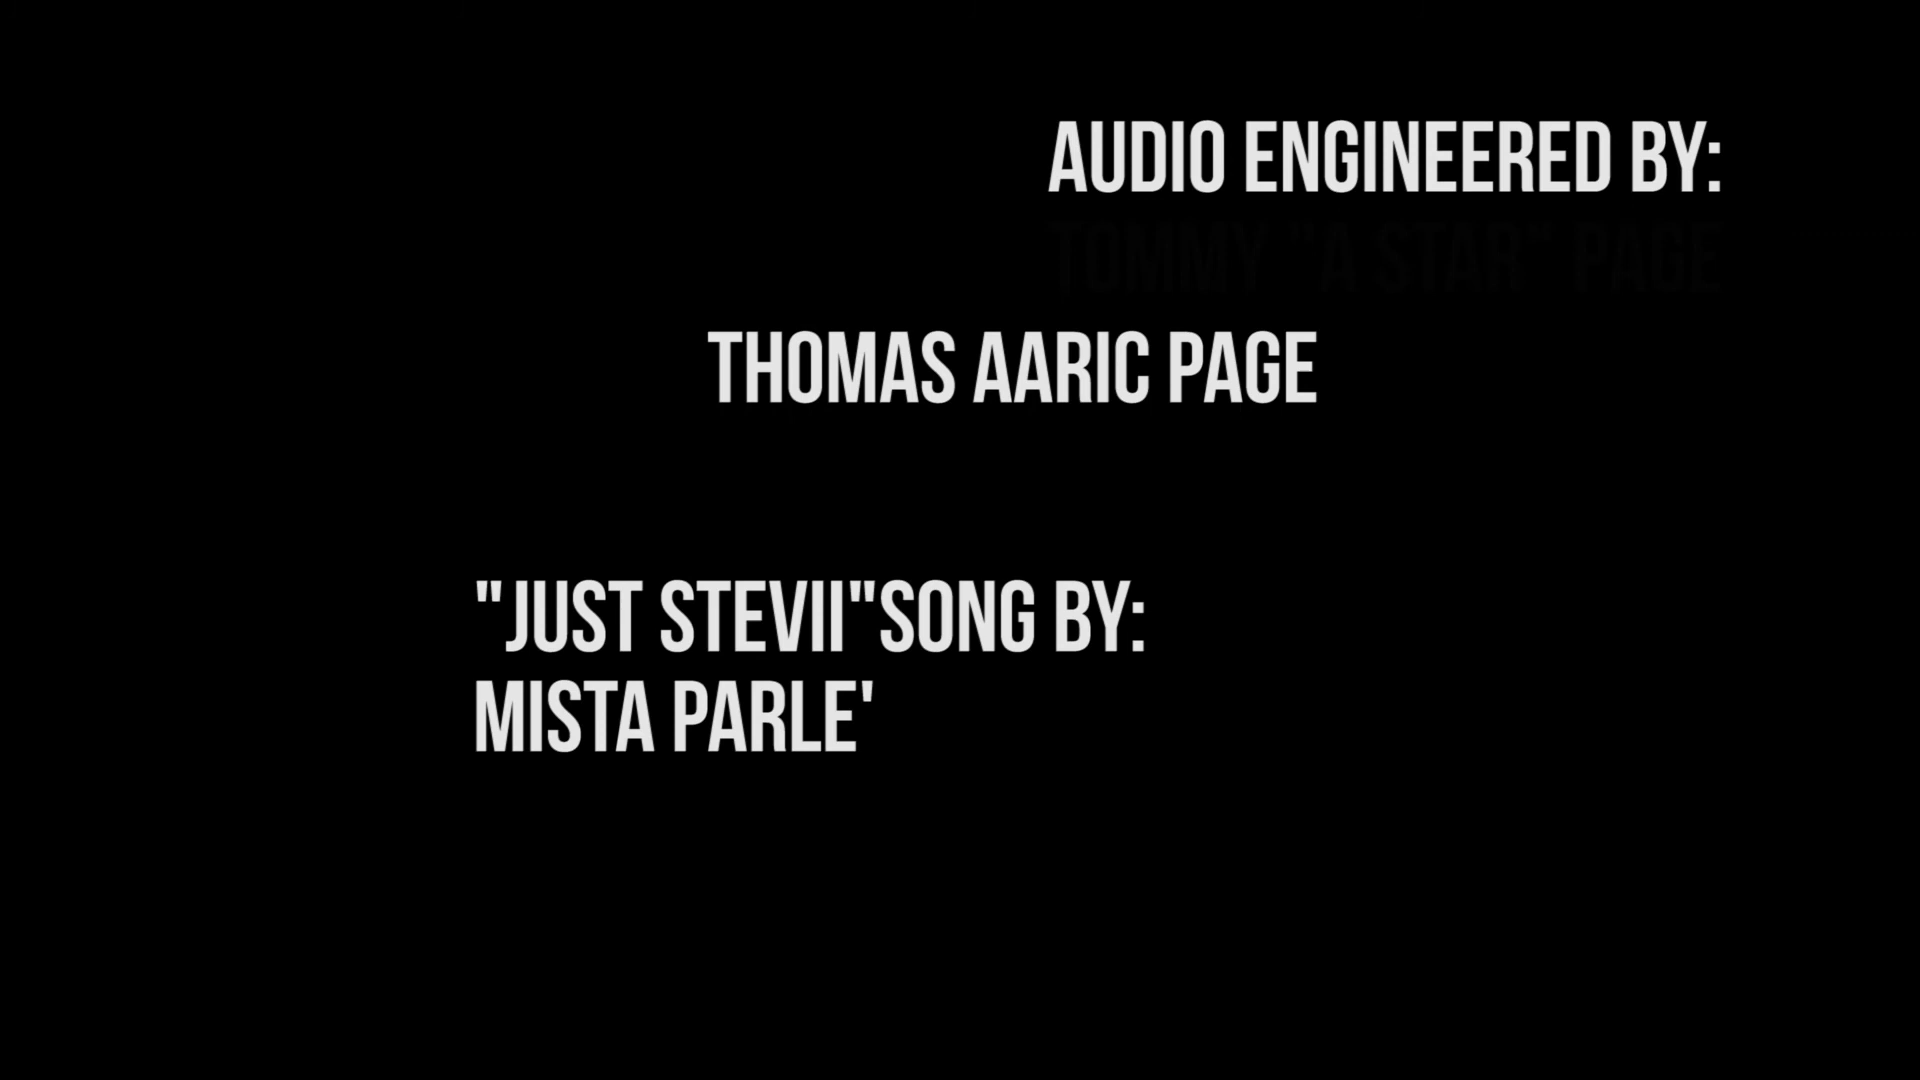 AUDIO ENGINEERED BY:
TOMMY "A STAR" PAGE
THOMAS AARIC PAGE
"JUST STEVII"SONG BY:
MISTA PARLE'